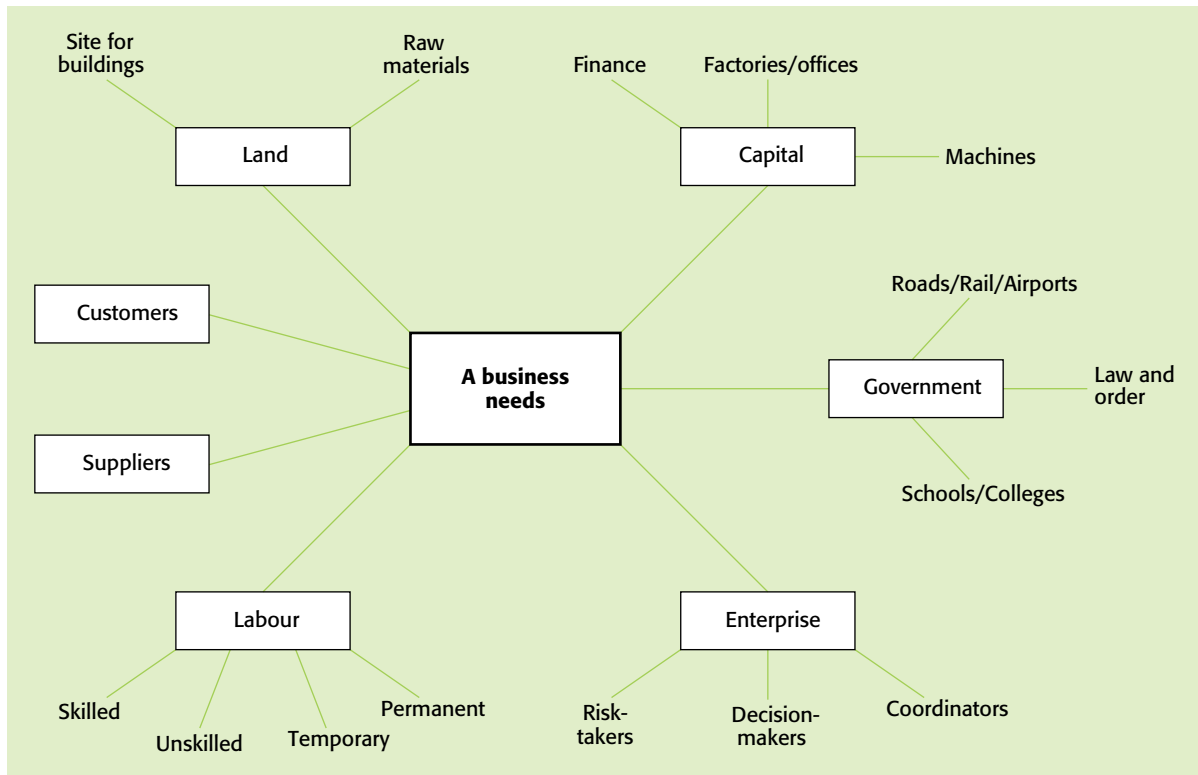 Site for
buildings
Raw
materials
Finance
Factories/offices
Land
Capital
Machines
Customers
Roads/Rail/Airports
A business
needs
Government
Law and
order
Suppliers
Schools/Colleges
Labour
Enterprise
Skilled
Unskilled
Temporary
Permanent
Risk-
takers
Decision-
makers
Coordinators